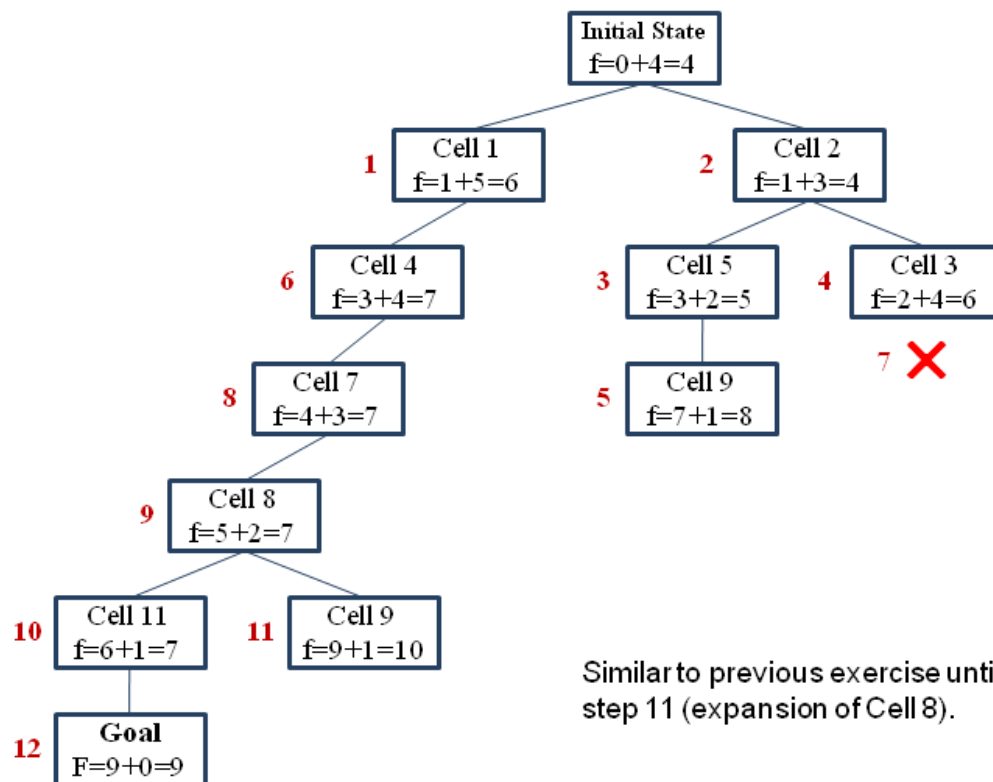 Initial State
f=0+4=4
1
Cell 1
f=1+5=6
2
Cell 2
f=1+3=4
6
Cell 4
f=3+4=7
3
Cell 5
f=3+2=5
4
Cell 3
f=2+4=6
7
8
Cell 7
f=4+3=7
5
Cell 9
f=7+1=8
9
Cell 8
f=5+2=7
10
Cell 11
f=6+1=7
11
Cell 9
f=9+1=10
Similar to previous exercise unti
step 11 (expansion of Cell 8).
12
Goal
F=9+0=9